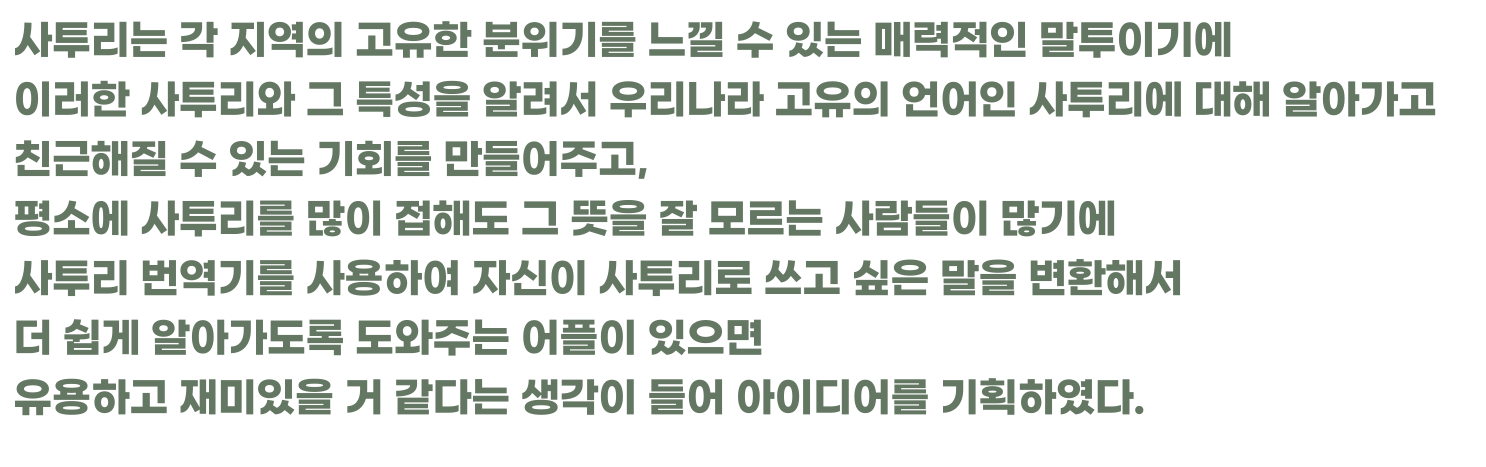 사투리는 각 지역의 고유한 분위기를 느낄 수 있는 매력적인 말투이기에
이러한 사투리와 그 특성을 알려서 우리나라 고유의 언어인 사투리에 대해 알아가고
친근해질 수 있는 기회를 만들어주고,
평소에 사투리를 많이 접해도 그 뜻을 잘 모르는 사람들이 많기에
사투리 번역기를 사용하여 자신이 사투리로 쓰고 싶은 말을 변환해서
더 쉽게 알아가도록 도와주는 어플이 있으면
유용하고 재미있을 거 같다는 생각이 들어 아이디어를 기획하였다.